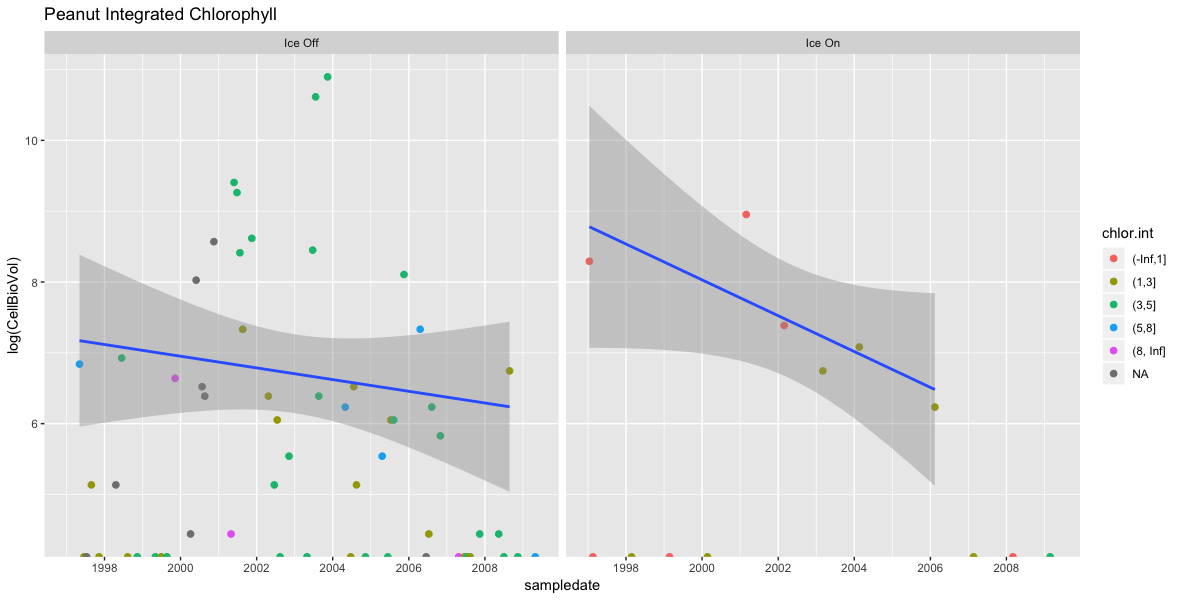 Peanut Integrated Chlorophyll
Ice Off
Ice On
log(CellBioVol)
10
8
6
1998 2000 2002 2004 2006 2008
1998 2000 2002 2004 2006 2008
sampledate
chlor.int
(-Inf,1]
(1,3]
(3,5]
(5,8]
(8, Inf]
NA